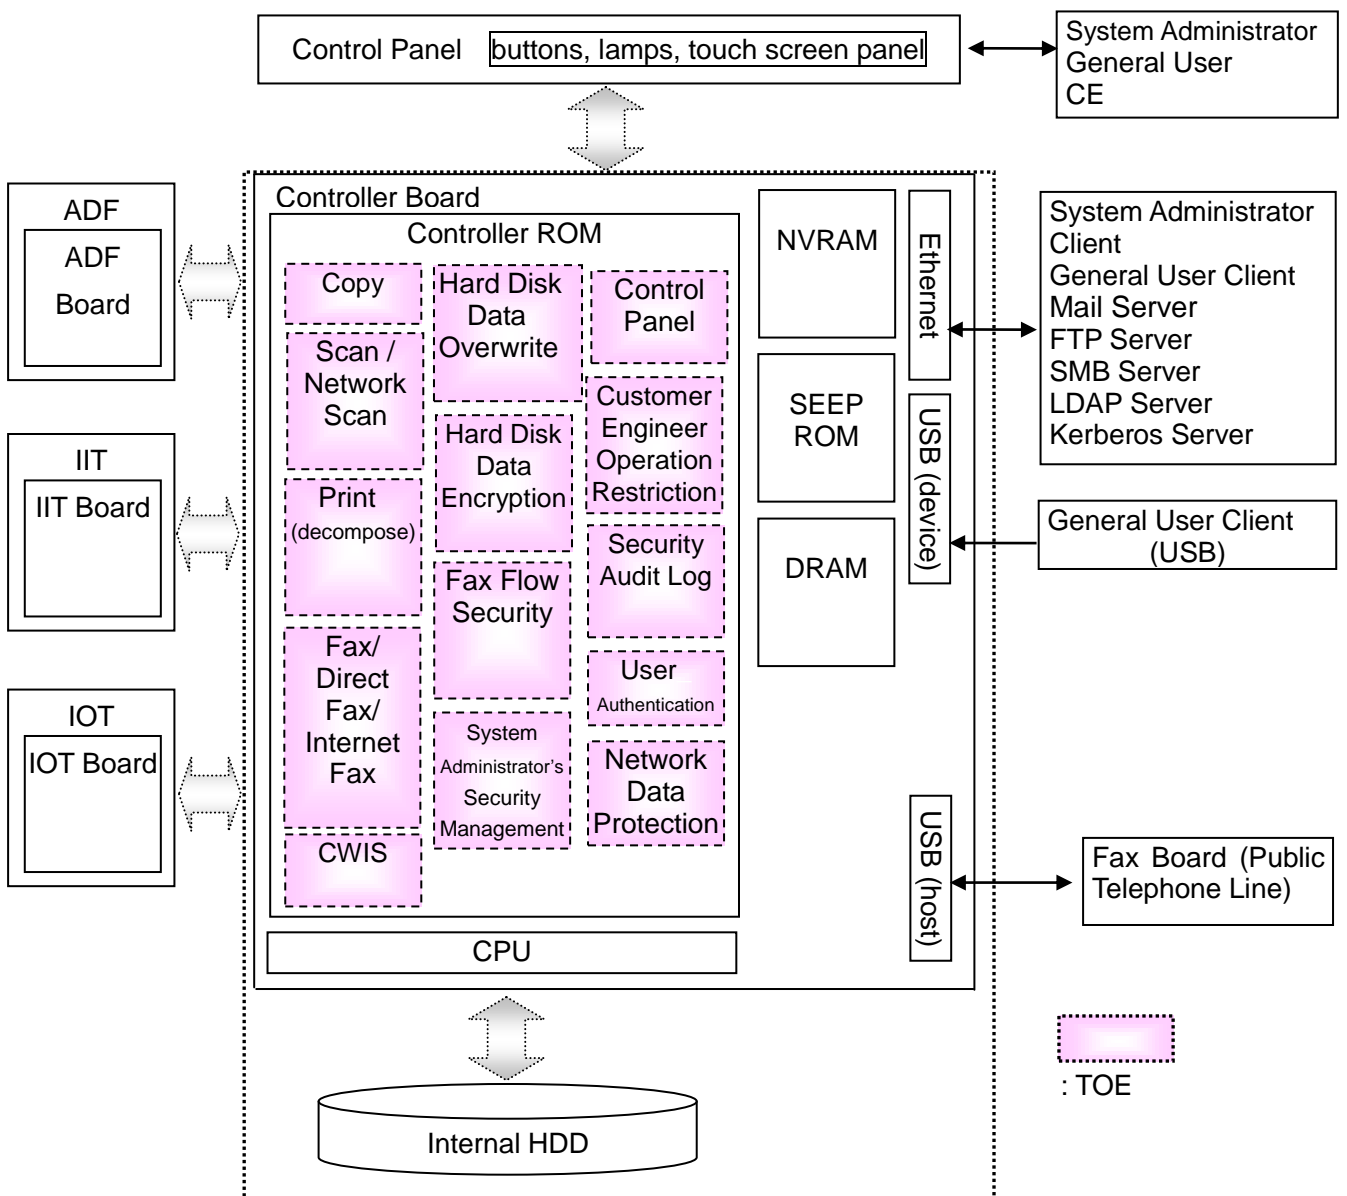 Control Panel buttons, lamps, touch screen panel
System Administrator
General User
CE
ADF
ADF
Board
IIT
IIT Board
IOT
IOT Board
Controller Board
Controller ROM
Copy
Scan /
Network
Scan
Print
(decompose)
Fax/
Direct
Fax/
Internet
Fax
CWIS
Hard Disk
Data
Overwrite
Hard Disk
Data
Encryption
Fax Flow
Security
System
Administrator’s
Security
Management
Control
Panel
Customer
Engineer
Operation
Restriction
Security
Audit Log
User
Authentication
Network
Data
Protection
CPU
NVRAM
SEEP
ROM
DRAM
Ethernet
USB (device)
USB (host)
System Administrator
Client
General User Client
Mail Server
FTP Server
SMB Server
LDAP Server
Kerberos Server
General User Client
(USB)
Fax Board (Public
Telephone Line)
: TOE
Internal HDD